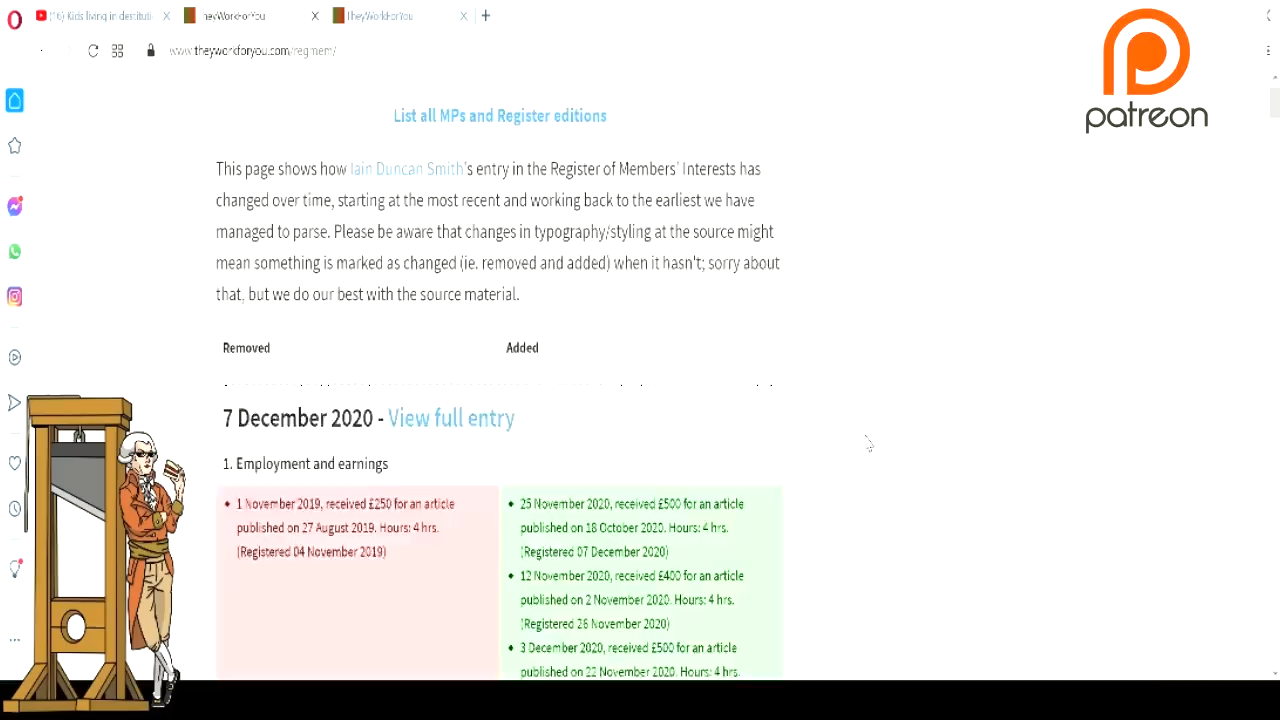 (16) Kids living in destituti
heyWorkForYou
TheyWorkForYou
www.theyworkforyou.com/regmem/
patreon
List all MPs and Register editions
This page shows how Iain Duncan Smith's entry in the Register of Members' Interests has
changed over time, starting at the most recent and working back to the earliest we have
managed to parse. Please be aware that changes in typography/styling at the source might
mean something is marked as changed (ie. removed and added) when it hasn't; sorry about
that, but we do our best with the source material.
Removed
Added
7 December 2020 - View full entry
1. Employment and earnings
1 November 2019, received £250 for an article
published on 27 August 2019. Hours: 4 hrs.
(Registered 04 November 2019)
25 November 2020, received £500 for an article
published on 18 October 2020. Hours: 4 hrs.
(Registered 07 December 2020)
12 November 2020, received £400 for an article
published on 2 November 2020. Hours: 4 hrs.
(Registered 26 November 2020)
3 December 2020, received £500 for an article
published on 22 November 2020. Hours: 4 hrs.